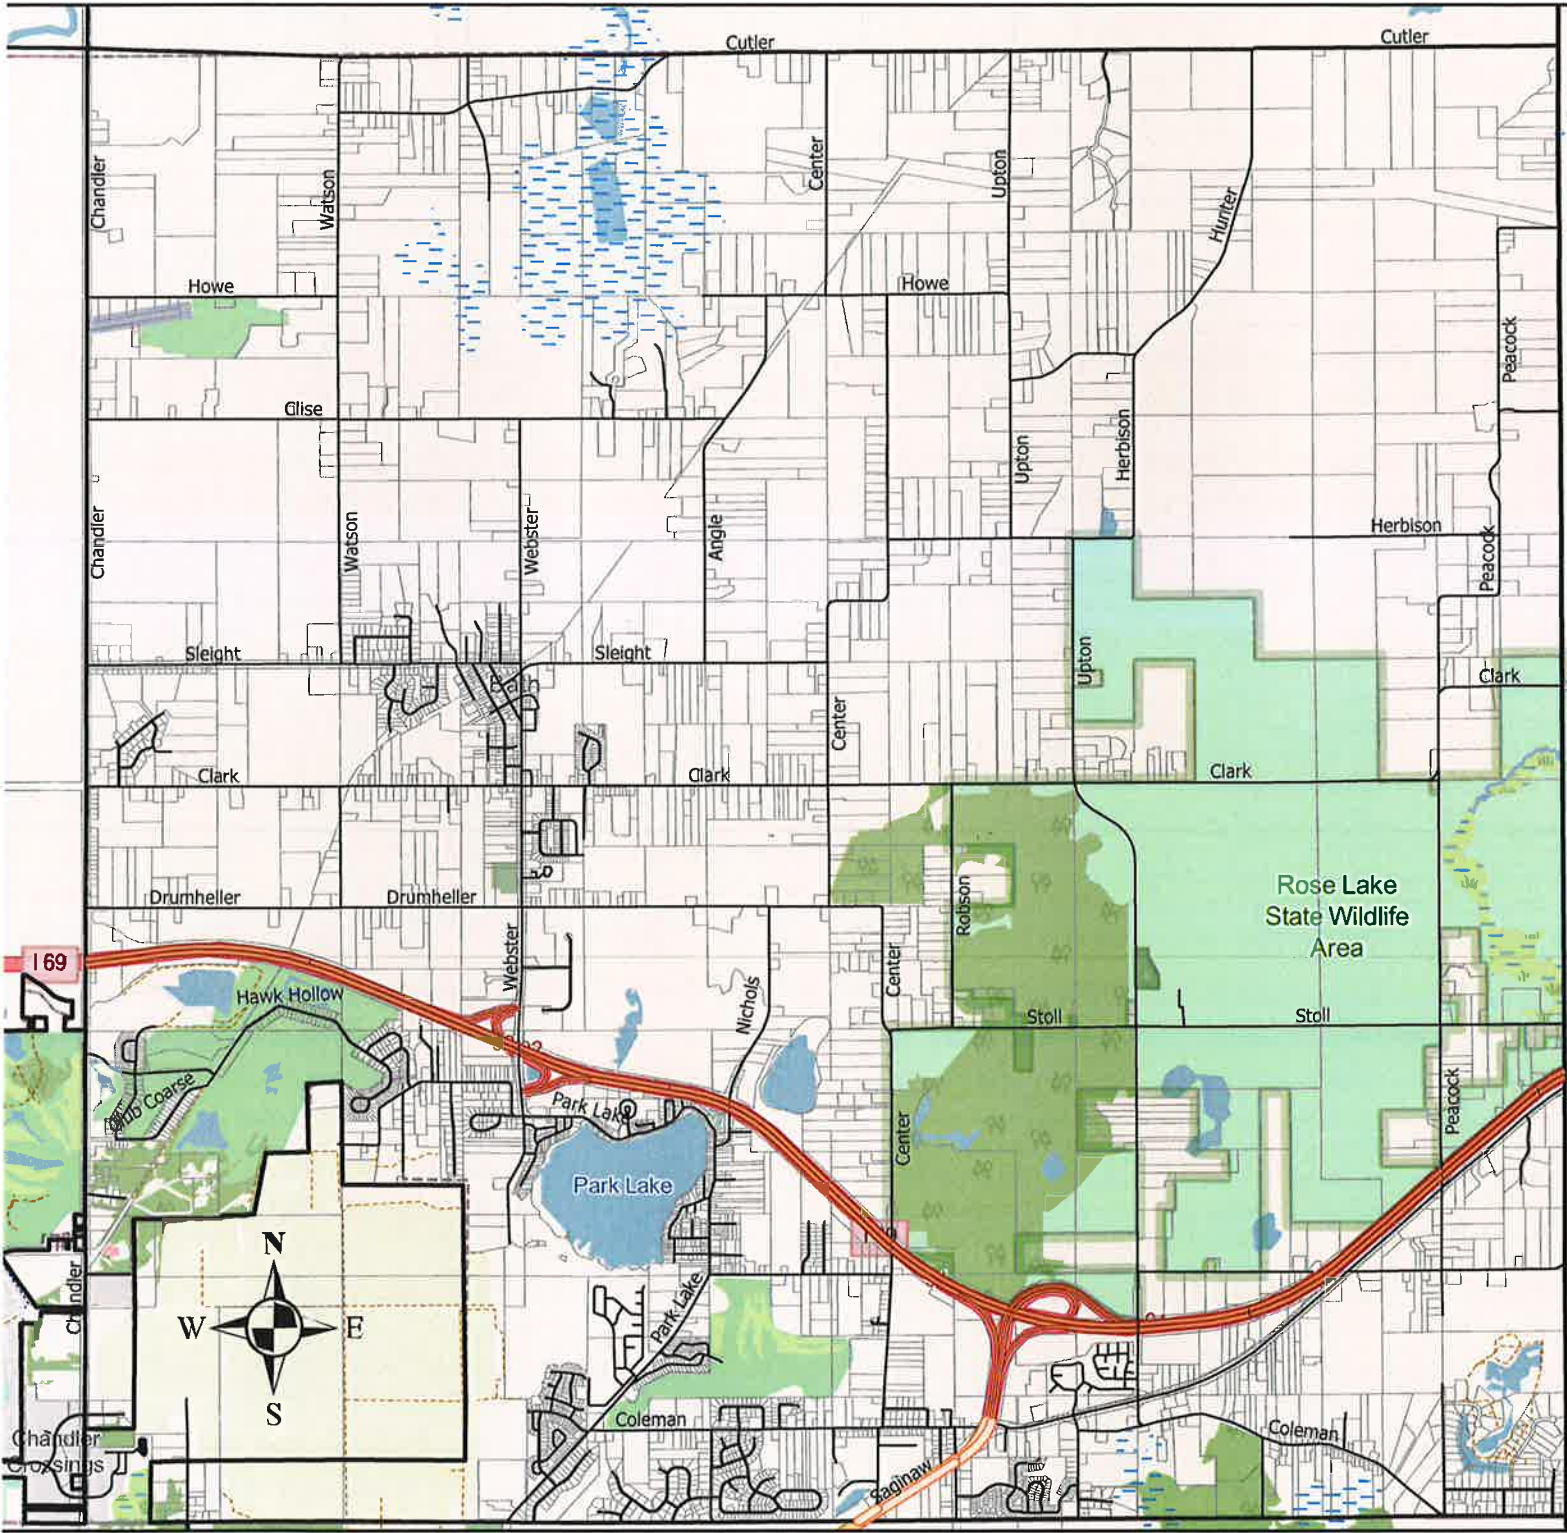 Cutler
Cutler
Chandler
Watson
Center
Upton
Hunter
Howe
Howe
Peacock
Glise
Upton
Herbison
Chandler
Watson
Webster
Angle
Herbison
Peacock
Sleight
Sleight
Upton
Clark
Center
Clark
Clark
Clark
Rose Lake
State Wildlife
Area
Drumheller
Drumheller
Robson
I 69
Webster
Center
Hawk Hollow
Nichols
Stoll
Stoll
Park Lake
Coarse
Center
Peacock
Park Lake
N
W
E
S
Chandler
Park Lake
Coleman
Coleman
Chandler
Crossings
Saginaw